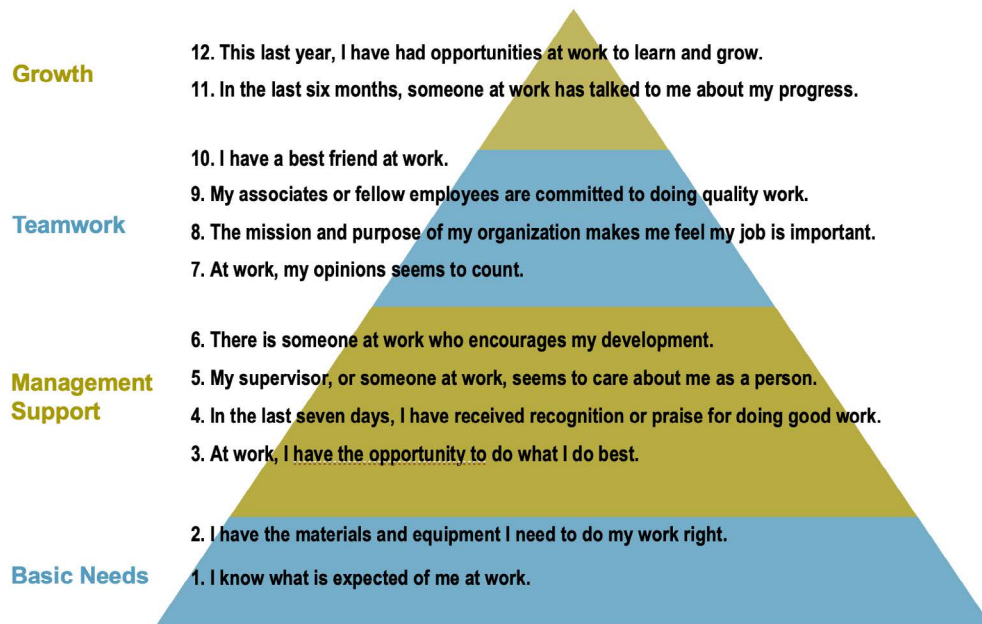 Growth
12. This last year, I have had opportunities at work to learn and grow.
11. In the last six months, someone at work has talked to me about my progress.
Teamwork
10. I have a best friend at work.
9. My associates or fellow employees are committed to doing quality work.
8. The mission and purpose of my organization makes me feel my job is important.
7. At work, my opinions seems to count.
Management
Support
6. There is someone at work who encourages my development.
5. My supervisor, or someone at work, seems to care about me as a person.
4. In the last seven days, I have received recognition or praise for doing good work.
3. At work, I have the opportunity to do what I do best.
Basic Needs
2. I have the materials and equipment I need to do my work right.
1. I know what is expected of me at work.